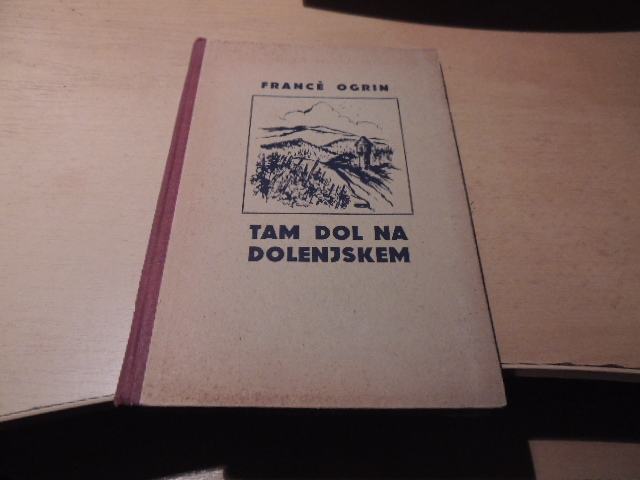 FRANCÈ OGRIN
TAM DOL NA
DOLENJSKEM